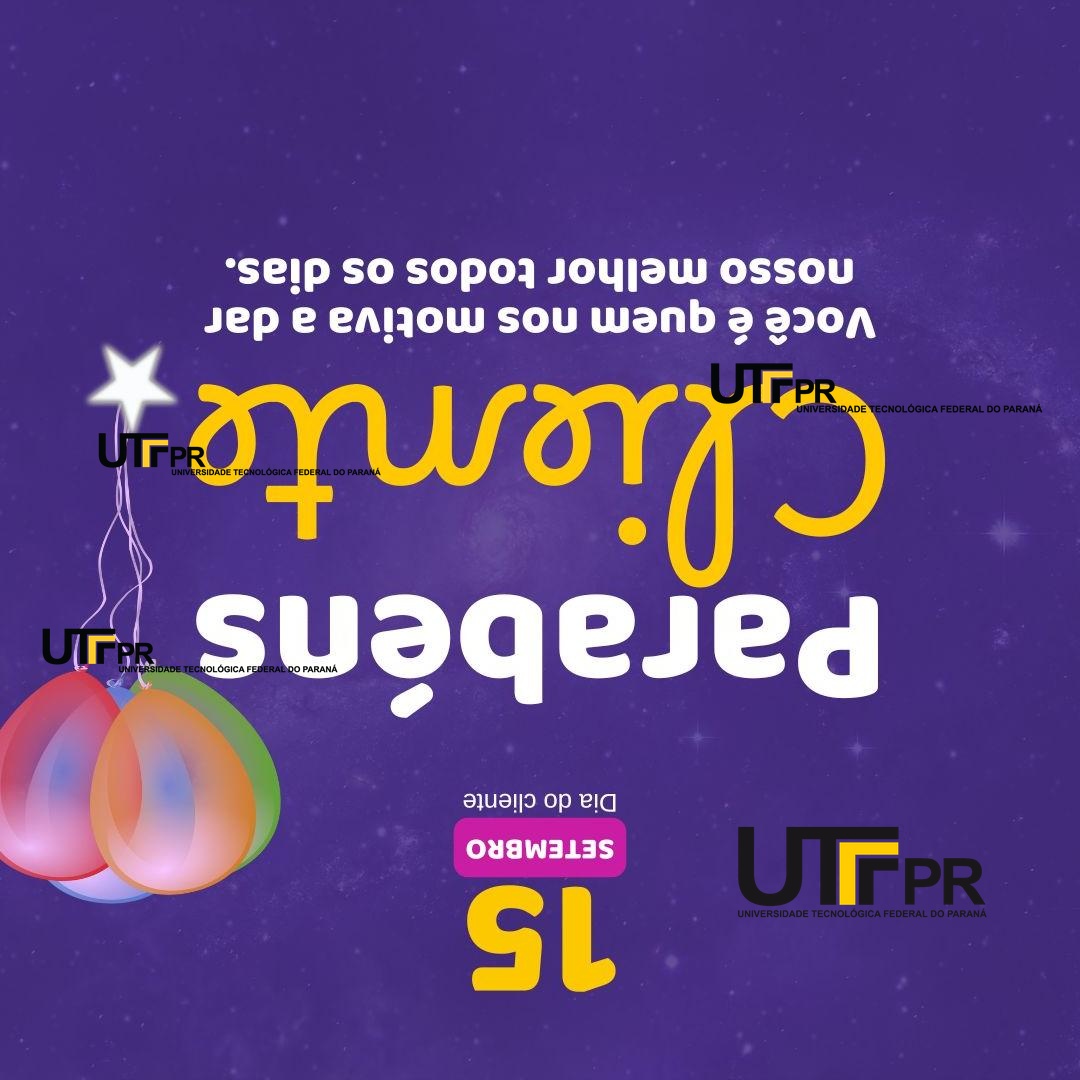 15
SETEMBRO
Dia do cliente
Parabéns
Cliente
Você é quem nos motiva a dar
nosso melhor todos os dias.
UTFPR
UNIVERSIDADE TECNOLÓGICA FEDERAL DO PARANÁ
UTFPR
UNIVERSIDADE TECNOLÓGICA FEDERAL DO PARANÁ
UTFPR
UNIVERSIDADE TECNOLÓGICA FEDERAL DO PARANÁ
UTFPR
UNIVERSIDADE TECNOLÓGICA FEDERAL DO PARANÁ